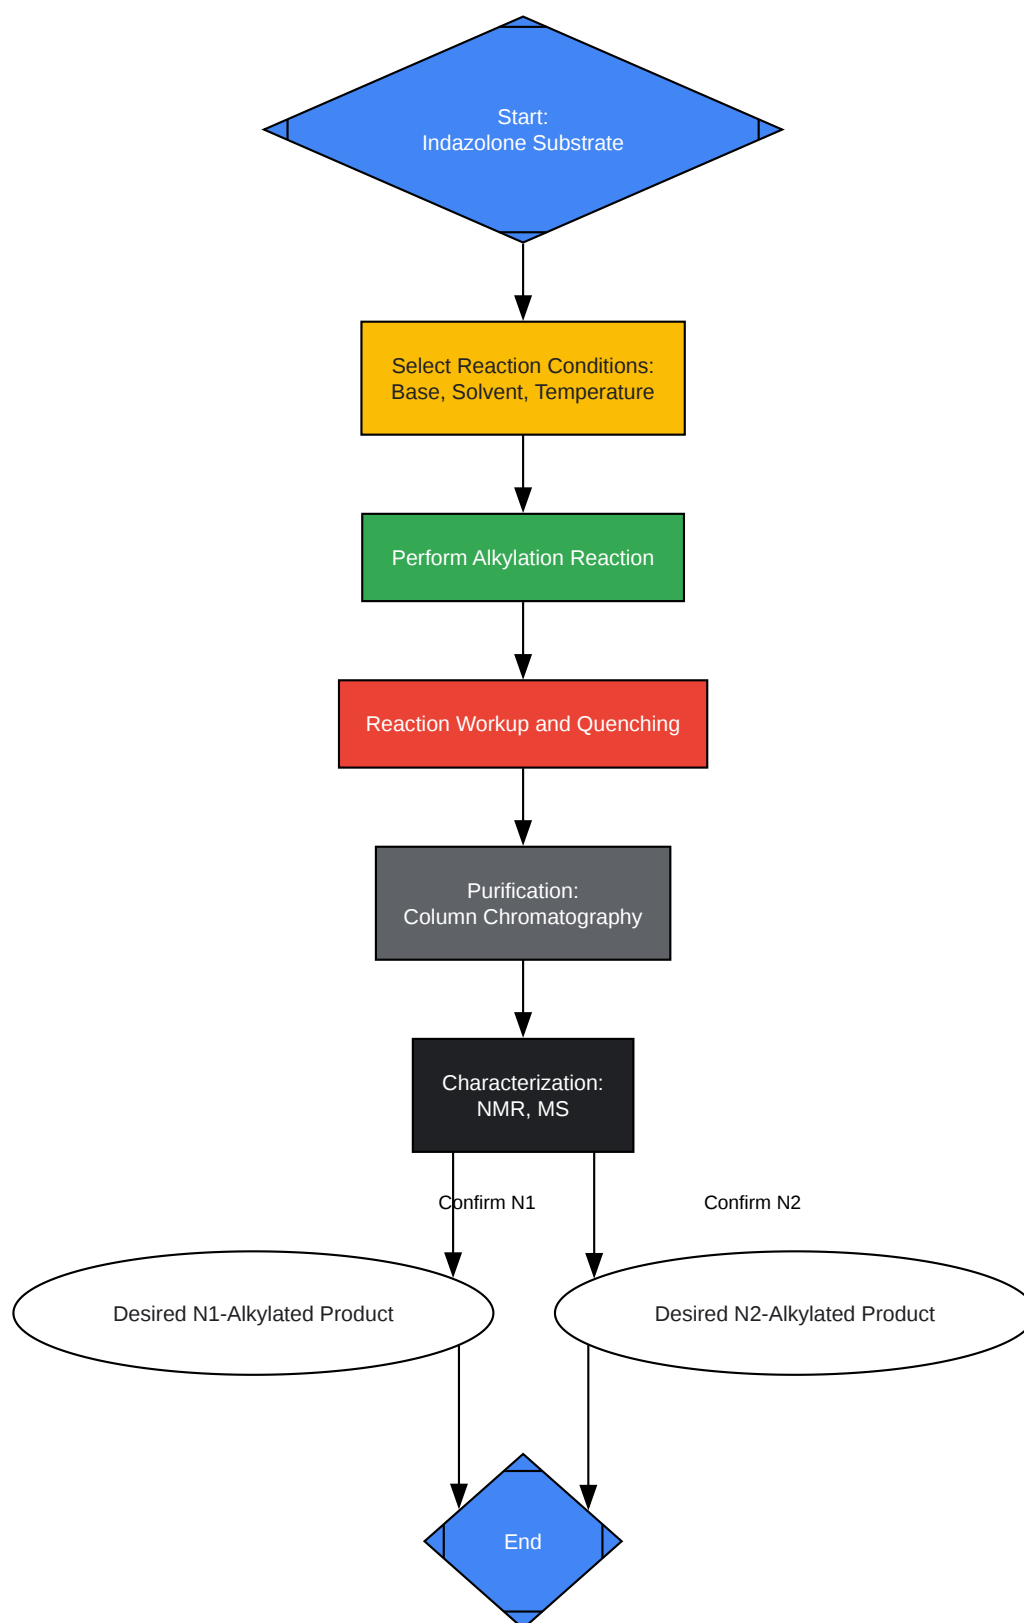 Start:
Indazolone Substrate
Select Reaction Conditions:
Base, Solvent, Temperature
Perform Alkylation Reaction
Reaction Workup and Quenching
Purification:
Column Chromatography
Characterization:
NMR, MS
Confirm N1
Confirm N2
Desired N1-Alkylated Product
Desired N2-Alkylated Product
End